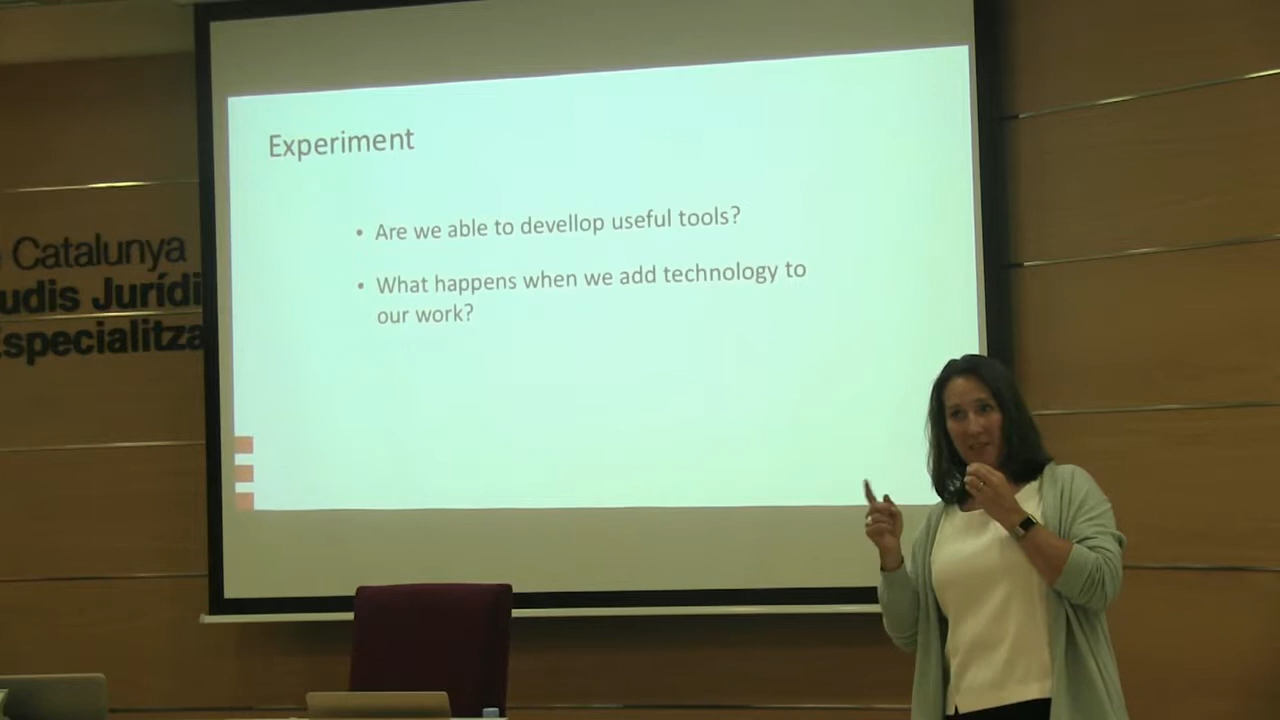 Experiment
• Are we able to devellop useful tools?
• What happens when we add technology to
our work?
Catalunya
udis Jurídi
Especialitza